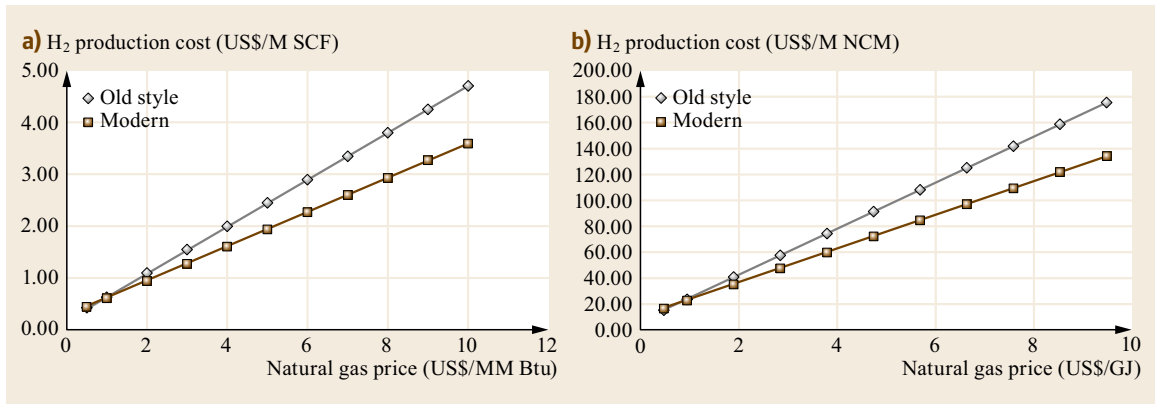 a) H2 production cost (US$/M SCF)
5.00
4.00
3.00
2.00
1.00
0.00
Old style
Modern
0 2 4 6 8 10 12
Natural gas price (US$/MM Btu)
b) H2 production cost (US$/M NCM)
200.00
180.00
160.00
140.00
120.00
100.00
80.00
60.00
40.00
20.00
0.00
Old style
Modern
0 2 4 6 8 10
Natural gas price (US$/GJ)